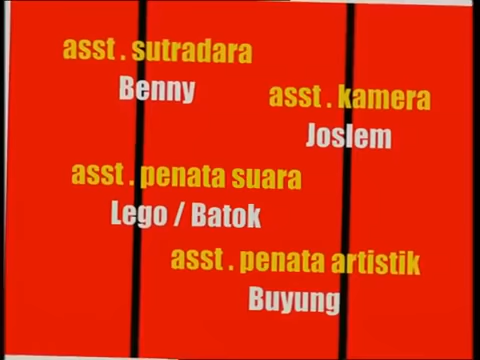 asst . sutradara
Benny
asst . kamera
Joslem
asst . penata suara
Lego / Batok
asst . penata artistik
Buyung